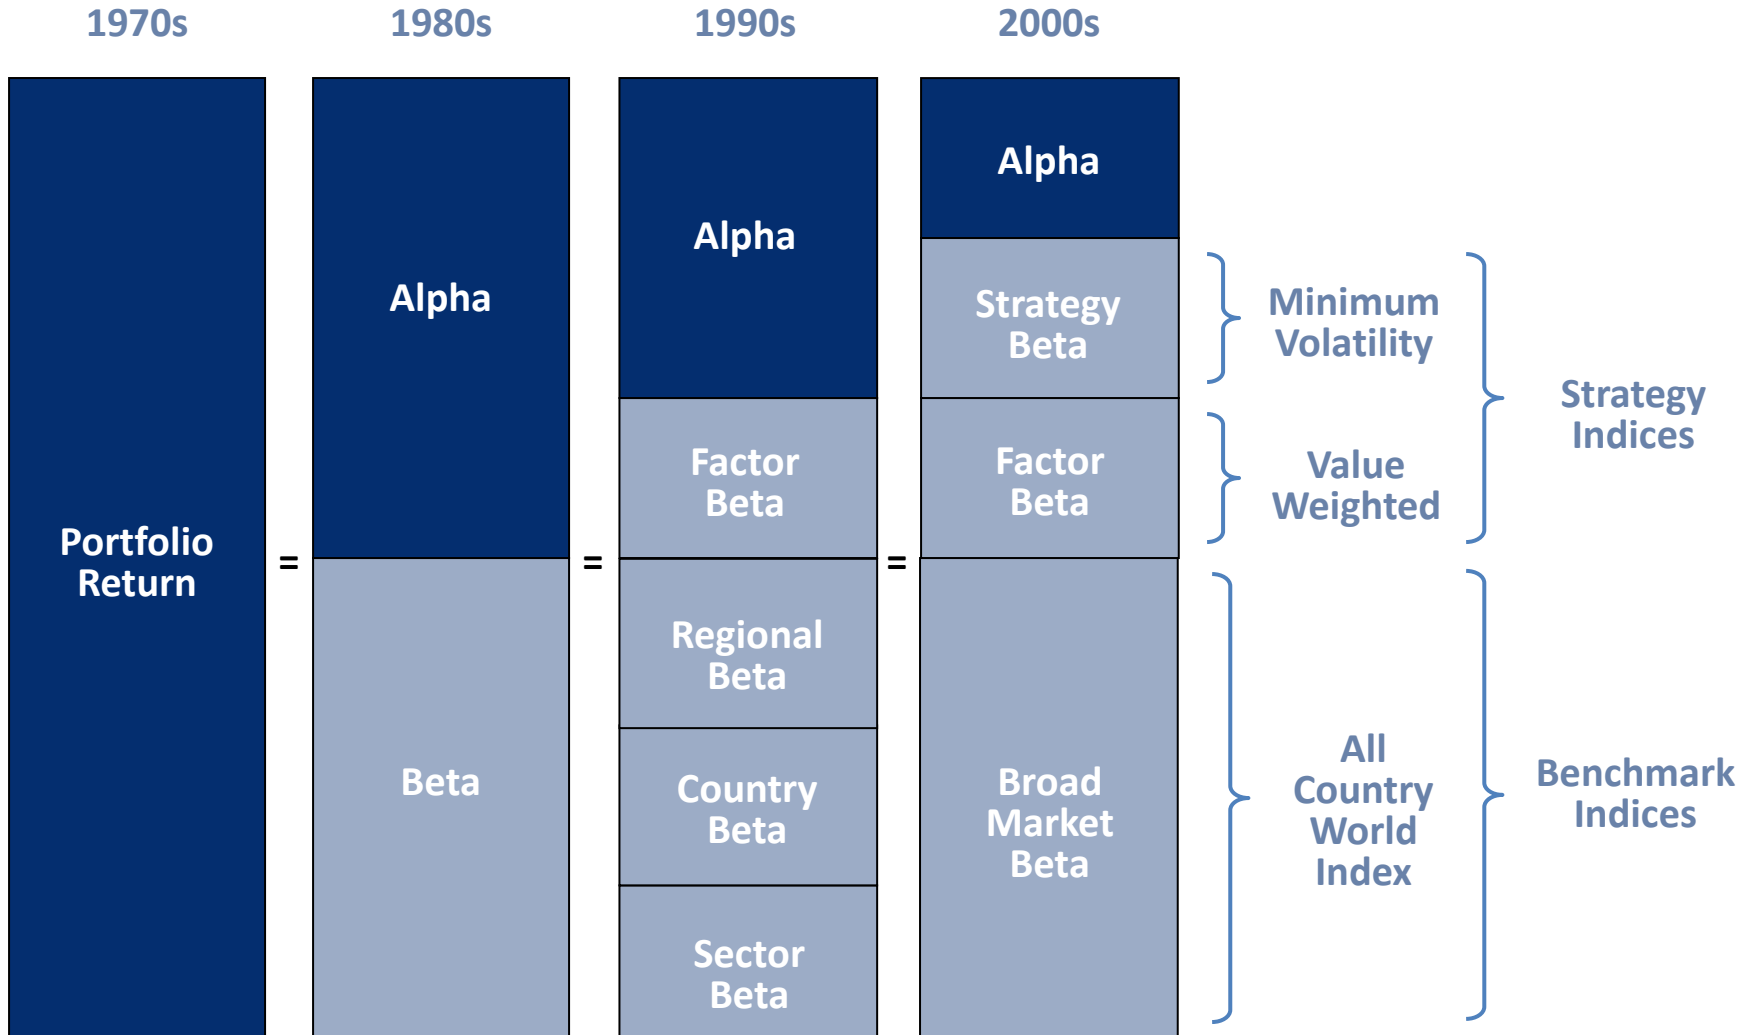 1970s
1980s
1990s
2000s
Portfolio
Return
=
Alpha
Beta
=
Alpha
Factor
Beta
Regional
Beta
Country
Beta
Sector
Beta
=
Alpha
Strategy
Beta
Factor
Beta
Broad
Market
Beta
Minimum
Volatility
Value
Weighted
All
Country
World
Index
Strategy
Indices
Benchmark
Indices